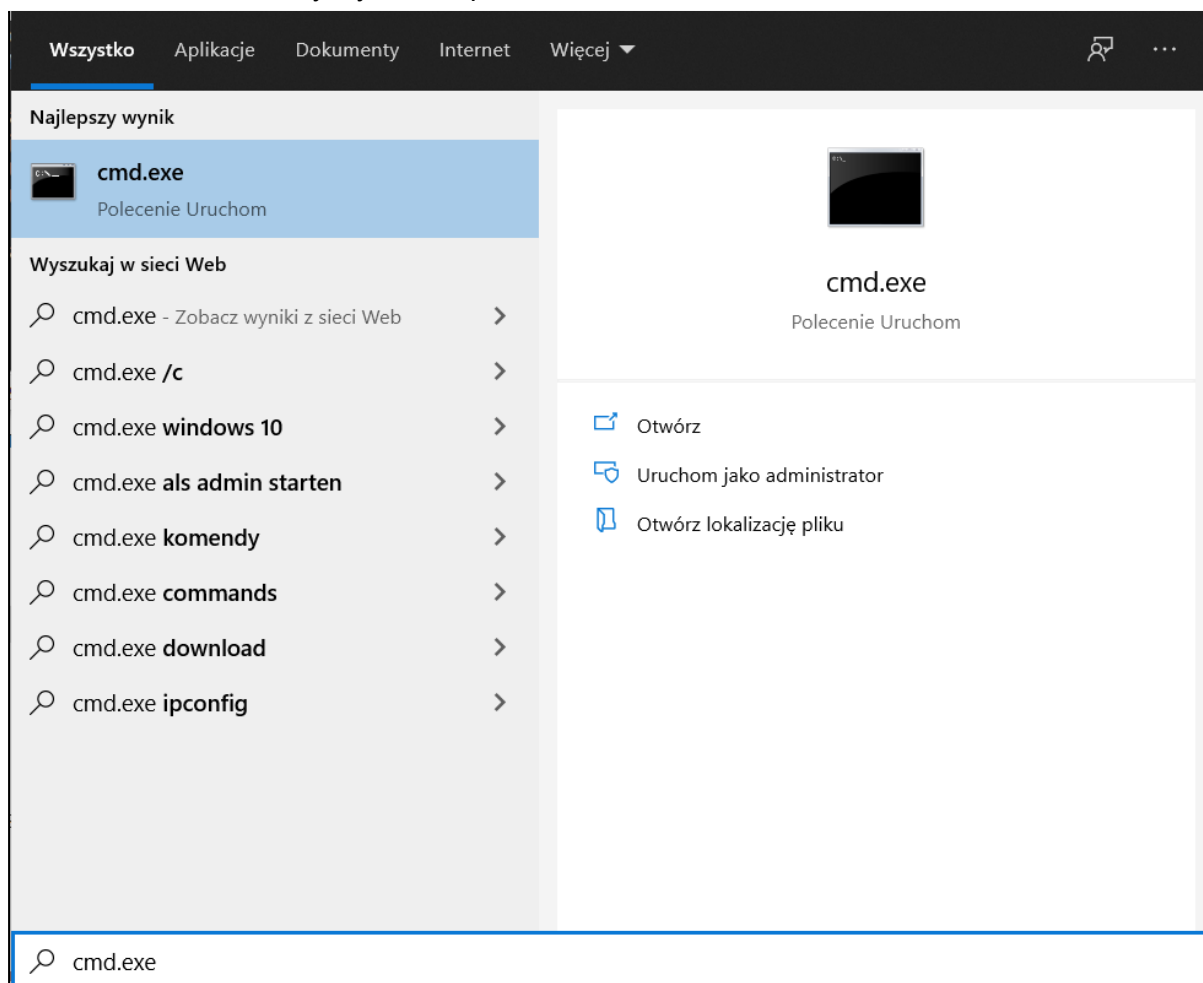 Wszystko Aplikacje Dokumenty Internet Więcej
Najlepszy wynik
cmd.exe
Polecenie Uruchom
Wyszukaj w sieci Web
cmd.exe - Zobacz wyniki z sieci Web
cmd.exe /c
cmd.exe windows 10
cmd.exe als admin starten
cmd.exe komendy
cmd.exe commands
cmd.exe download
cmd.exe ipconfig
cmd.exe
Polecenie Uruchom
Otwórz
Uruchom jako administrator
Otwórz lokalizację pliku
cmd.exe